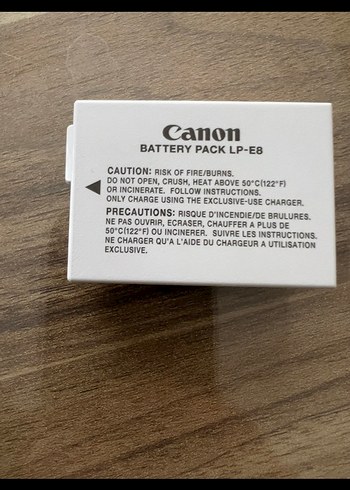 Canon
BATTERY PACK LP-E8
CAUTION: RISK OF FIRE/BURNS.
DO NOT OPEN, CRUSH, HEAT ABOVE 50°C(122°F)
OR INCINERATE. FOLLOW INSTRUCTIONS.
ONLY CHARGE USING THE EXCLUSIVE-USE CHARGER.
PRECAUTIONS: RISQUE D'INCENDIE/DE BRULURES.
NE PAS OUVRIR, ECRASER, CHAUFFER A PLUS DE
50°C(122°F) OU INCINERER. SUIVRE LES INSTRUCTIONS.
NE CHARGER QU'A L'AIDE DU CHARGEUR A UTILISATION
EXCLUSIVE.